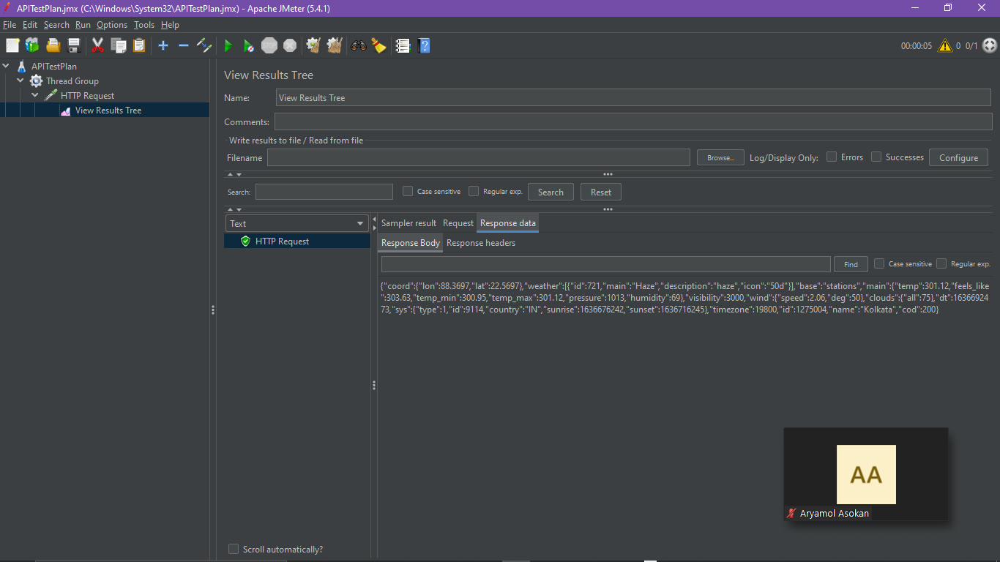 APITestPlan.jmx (C:\Windows\System32\APITestPlan.jmx) - Apache JMeter (5.4.1)
File Edit Search Run Options Tools Help
STOP
00:00:05 0 0/1
APITestPlan
Thread Group
HTTP Request
View Results Tree
View Results Tree
Name: View Results Tree
Comments:
Write results to file / Read from file
Filename Browse... Log/Display Only: Errors Successes Configure
Search: Case sensitive Regular exp. Search Reset
Text
HTTP Request
Sampler result Request Response data
Response Body Response headers
Find Case sensitive Regular exp.
{"coord":{"lon":88.3697,"lat":22.5697},"weather":[{"id":721,"main":"Haze","description":"haze","icon":"50d"}],"base":"stations","main":{"temp":301.12,"feels_like
":303.63,"temp_min":300.95,"temp_max":301.12,"pressure":1013,"humidity":69},"visibility":3000,"wind":{"speed":2.06,"deg":50},"clouds":{"all":75},"dt":16366924
73,"sys":{"type":1,"id":9114,"country":"IN","sunrise":1636676242,"sunset":1636716245},"timezone":19800,"id":1275004,"name":"Kolkata","cod":200}
AA
Aryamol Asokan
Scroll automatically?